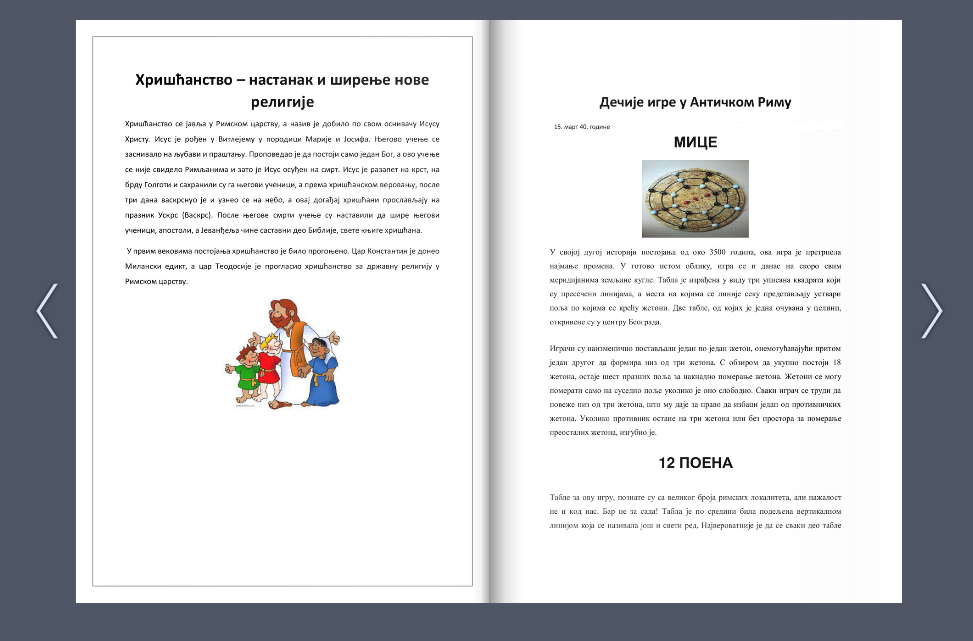 Хришћанство – настанак и ширење нове
религије
Хришћанство се јавља у Римском царству, а назив је добило по свом оснивачу Исусу
Христу. Исус је рођен у Витлејему у породици Марије и Јосифа. Његово учење се
заснивало на љубави и праштању. Проповедао је да постоји само један Бог, а ово учење
се није свидело Римљанима и зато је Исус осуђен на смрт. Исус је разапет на крст, на
брду Голготи и сахранили су га његови ученици, а према хришћанском веровању, после
три дана васкрснуо је и узнео се на небо, а овај догађај хришћани прослављају на
празник Ускрс (Васкрс). После његове смрти учење су наставили да шире његови
ученици, апостоли, а Јеванђеља чине саставни део Библије, свете књиге хришћана.
У првим вековима постојања хришћанство је било прогоњено. Цар Константин је донео
Милански едикт, а цар Теодосије је прогласио хришћанство за државну религију у
Римском царству.
Дечије игре у Античком Риму
15. март 40. године
МИЦЕ
У својој дугој историји постојања од око 3500 година, ова игра је претрпела
најмање промена. У готово истом облику, игра се и данас на скоро свим
меридијанима земљине кугле. Табла је израђена у виду три уписана квадрата који
су пресечени линијама, а места на којима се линије секу представљају уствари
поља по којима се крећу жетони. Две табле, од којих је једна очувана у целини,
откривене су у центру Београда.
Играчи су наизменично постављали један по један жетон, онемогућавајући притом
један другог да формира низ од три жетона. С обзиром да укупно постоји 18
жетона, остаје шест празних поља за накнадно померање жетона. Жетони се могу
померати само на суседно поље уколико је оно слободно. Сваки играч се труди да
повеже низ од три жетона, што му даје за право да избаци један од противничких
жетона. Уколико противник остане на три жетона или без простора за померање
преосталих жетона, изгубио је.
12 ПОЕНА
Табле за ову игру, познате су са великог броја римских локалитета, али нажалост
не и код нас. Бар не за сада! Табла је по средини била подељена вертикалном
линијом која се називала још и свети ред. Највероватније је да се сваки део табле